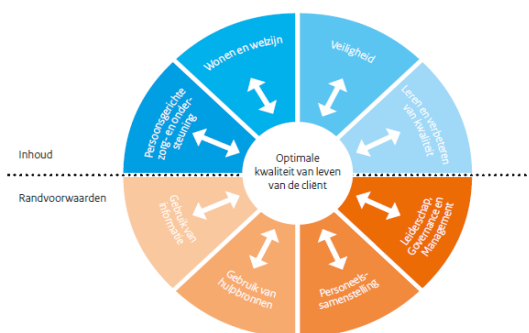 Wonen en welzijn
Veiligheid
Persoonsgerichte
zorg- en onder-
steuning
Leren en verbeteren
van kwaliteit
Inhoud
Optimale
kwaliteit van leven
van de cliënt
Randvoorwaarden
Gebruik van
informatie
Leiderschap,
Governance en
Management
Gebruik van
hulpbronnen
Personeels-
samenstelling